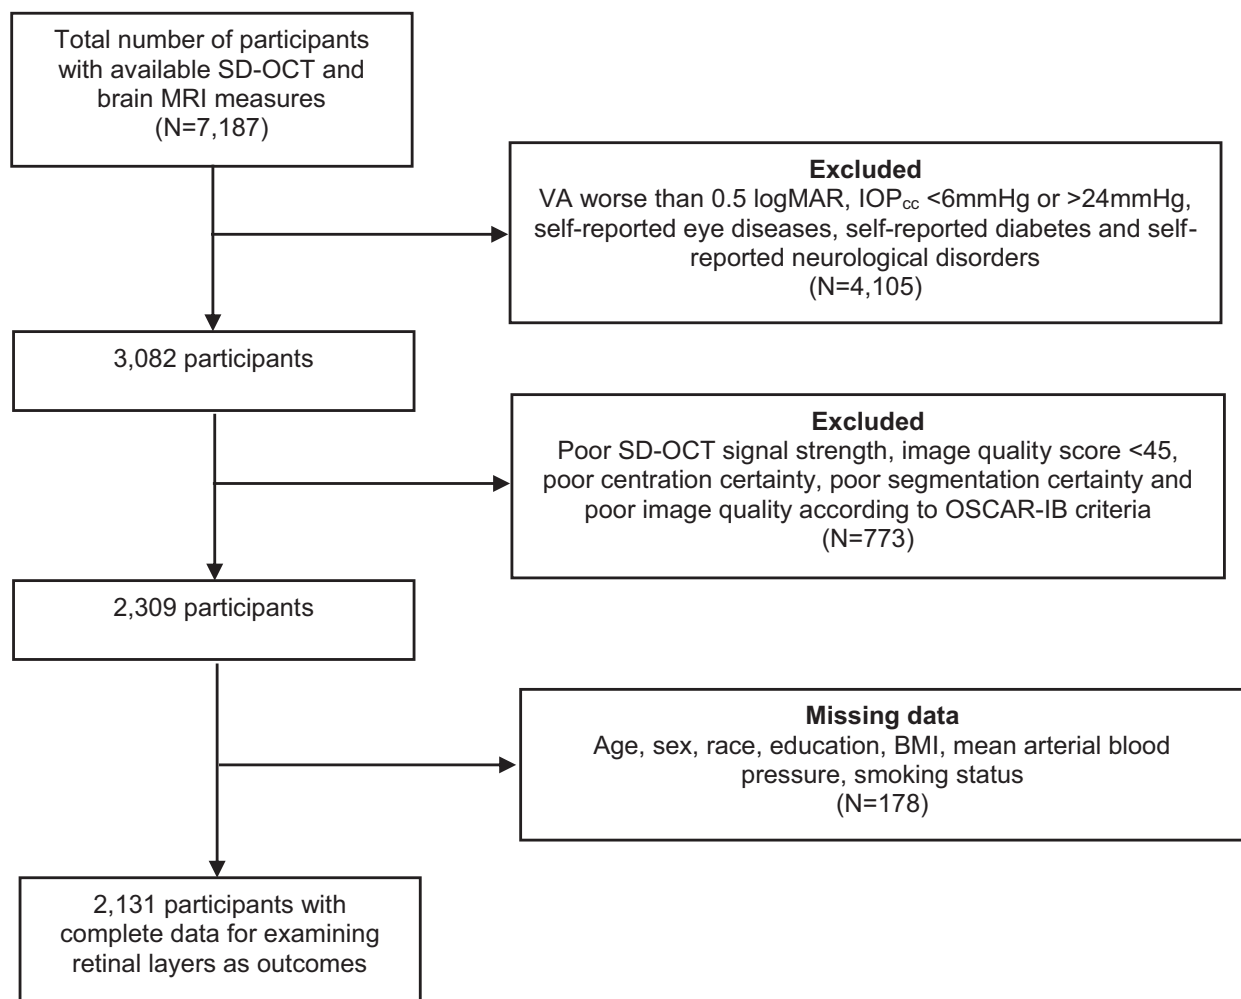 Total number of participants
with available SD-OCT and
brain MRI measures
(N=7,187)
Excluded
VA worse than 0.5 logMAR, IOPcc <6mmHg or >24mmHg,
self-reported eye diseases, self-reported diabetes and self-
reported neurological disorders
(N=4,105)
3,082 participants
Excluded
Poor SD-OCT signal strength, image quality score <45,
poor centration certainty, poor segmentation certainty and
poor image quality according to OSCAR-IB criteria
(N=773)
2,309 participants
Missing data
Age, sex, race, education, BMI, mean arterial blood
pressure, smoking status
(N=178)
2,131 participants with
complete data for examining
retinal layers as outcomes